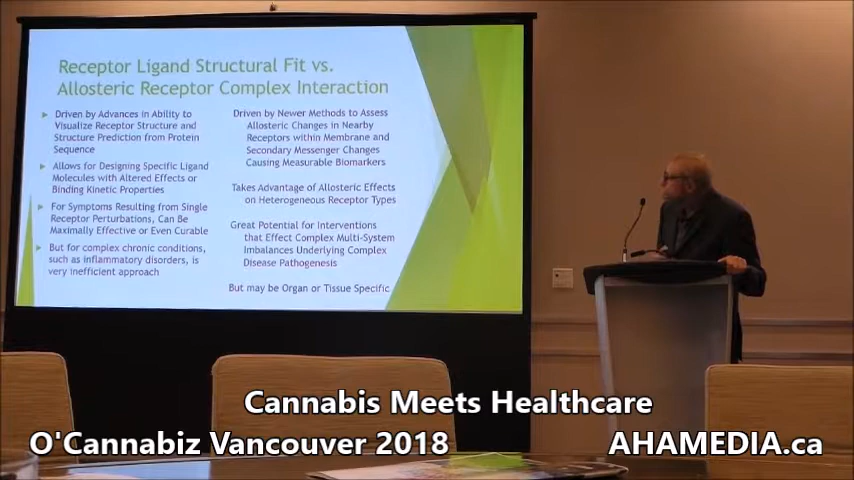 Receptor Ligand Structural Fit vs.
Allosteric Receptor Complex Interaction
Driven by Advances in Ability to
Visualize Receptor Structure and
Structure Prediction from Protein
Sequence
Allows for Designing Specific Ligand
Molecules with Altered Effects or
Binding Kinetic Properties
For Symptoms Resulting from Single
Receptor Perturbations, Can be
Maximally Effective or Even Curable
But for complex chronic conditions,
such as inflammatory disorders, is
very inefficient approach
Driven by Newer Methods to Assess
Allosteric Changes in Nearby
Receptors within Membrane and
Secondary Messenger Changes
Causing Measurable Biomarkers
Takes Advantage of Allosteric Effects
on Heterogeneous Receptor Types
Great Potential for Interventions
that Effect Complex Multi-System
Imbalances Underlying Complex
Disease Pathogenesis
But may be Organ or Tissue Specific
Cannabis Meets Healthcare
O'Cannabiz Vancouver 2018
AHAMEDIA.ca